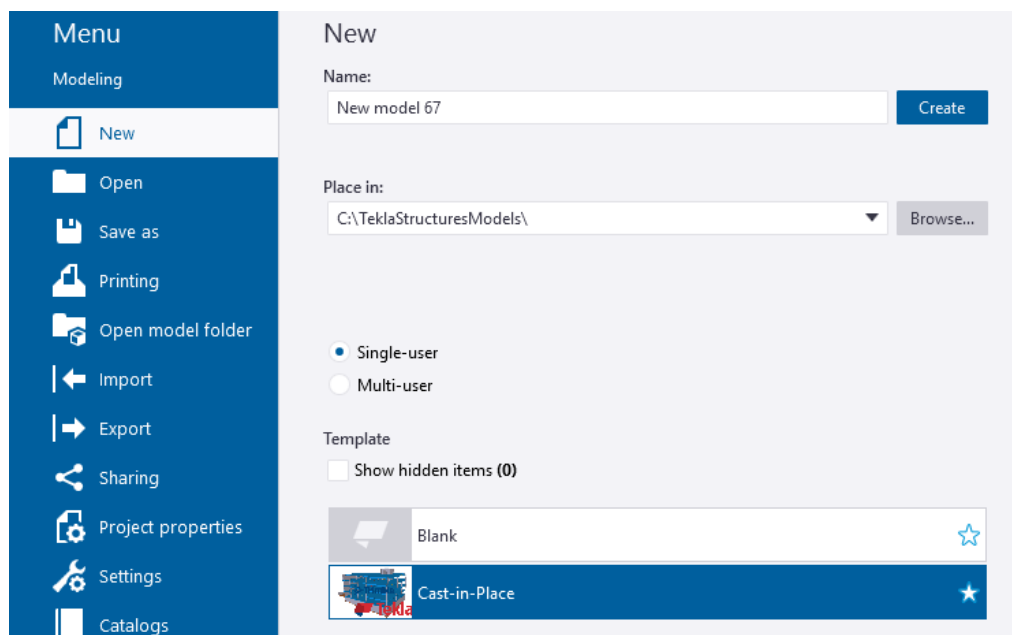 Menu
Modeling
New
Open
Save as
Printing
Open model folder
Import
Export
Sharing
Project properties
Settings
Catalogs
New
Name:
New model 67
Create
Place in:
C:\TeklaStructuresModels\
Browse...
Single-user
Multi-user
Template
Show hidden items (0)
Blank
Tekla
Cast-in-Place